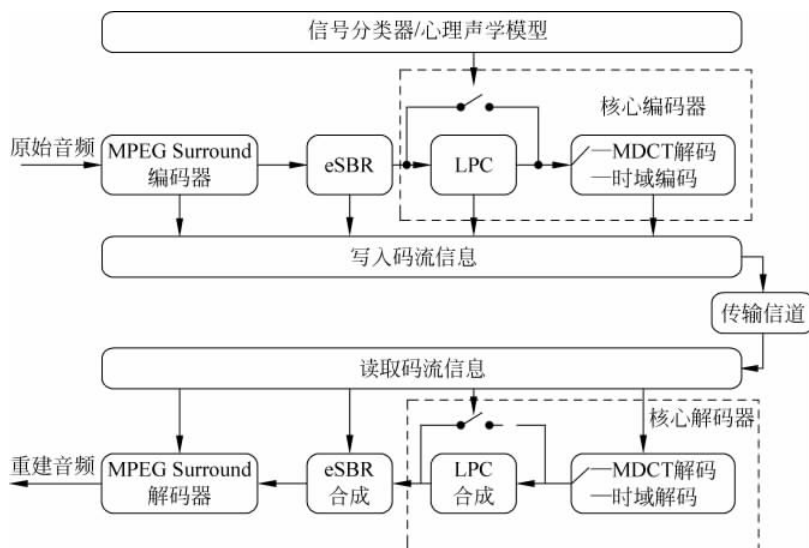 信号分类器/心理声学模型
核心编码器
原始音频
MPEG Surround
编码器
eSBR
LPC
MDCT解码
时域编码
写入码流信息
传输信道
读取码流信息
核心解码器
重建音频
MPEG Surround
解码器
eSBR
合成
LPC
合成
MDCT解码
时域解码